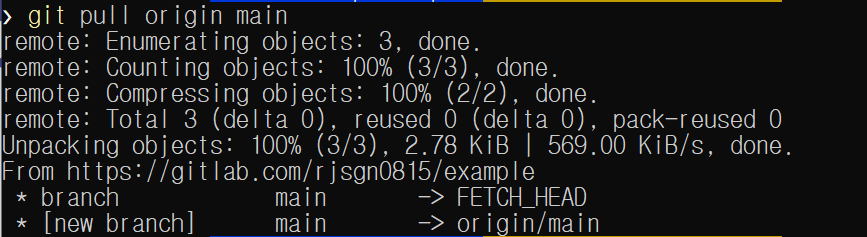 ❯ git pull origin main
remote: Enumerating objects: 3, done.
remote: Counting objects: 100% (3/3), done.
remote: Compressing objects: 100% (2/2), done.
remote: Total 3 (delta 0), reused 0 (delta 0), pack-reused 0
Unpacking objects: 100% (3/3), 2.78 KiB | 569.00 KiB/s, done.
From https://gitlab.com/rjsgn0815/example
 * branch            main       -> FETCH_HEAD
 * [new branch]      main       -> origin/main